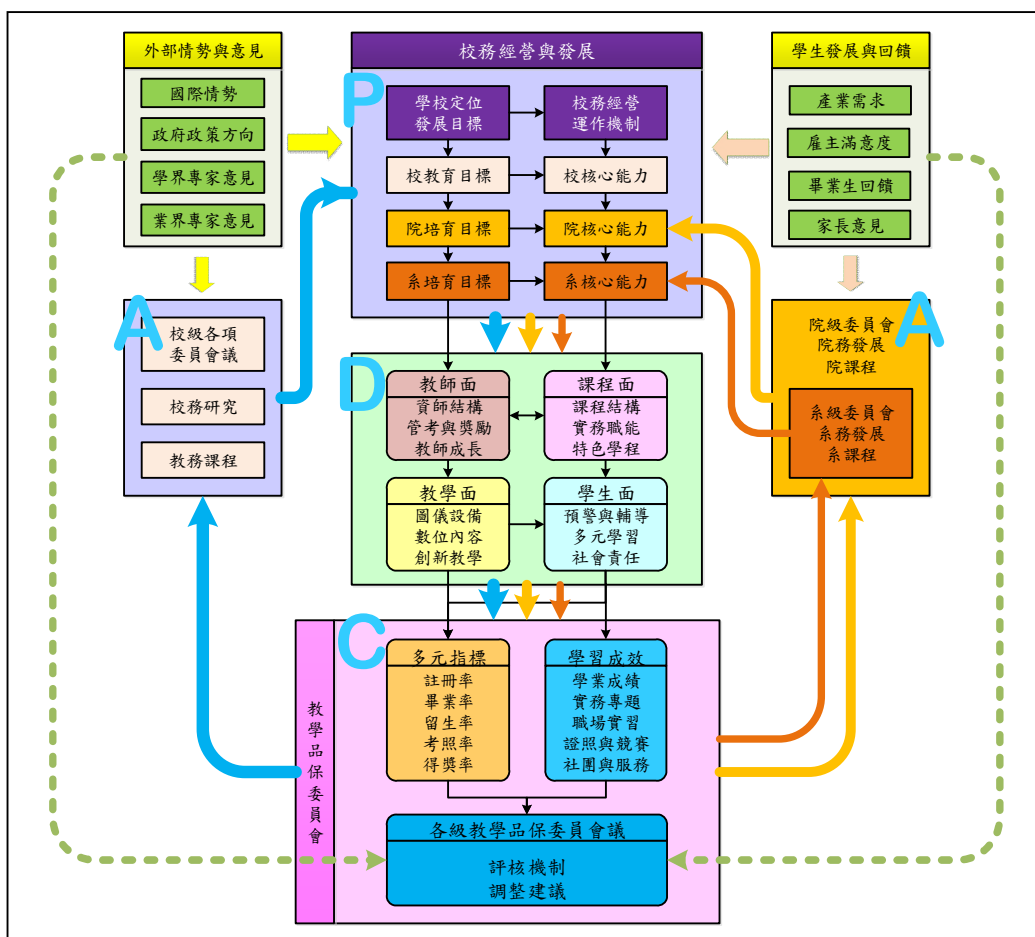 外部情勢與意見
國際情勢
政府政策方向
學界專家意見
業界專家意見
校務經營與發展
P
學校定位
發展目標
校務經營
運作機制
校教育目標
校核心能力
院培育目標
院核心能力
系培育目標
系核心能力
學生發展與回饋
產業需求
雇主滿意度
畢業生回饋
家長意見
A
校級各項
委員會議
校務研究
教務課程
D
教師面
資師結構
管考與獎勵
教師成長
課程面
課程結構
實務職能
特色學程
教學面
圖儀設備
數位內容
創新教學
學生面
預警與輔導
多元學習
社會責任
A
院級委員會
院務發展
院課程
系級委員會
系務發展
系課程
教學品保委員會
C
多元指標
註冊率
畢業率
留生率
考照率
得獎率
學習成效
學業成績
實務專題
職場實習
證照與競賽
社團與服務
各級教學品保委員會議
評核機制
調整建議